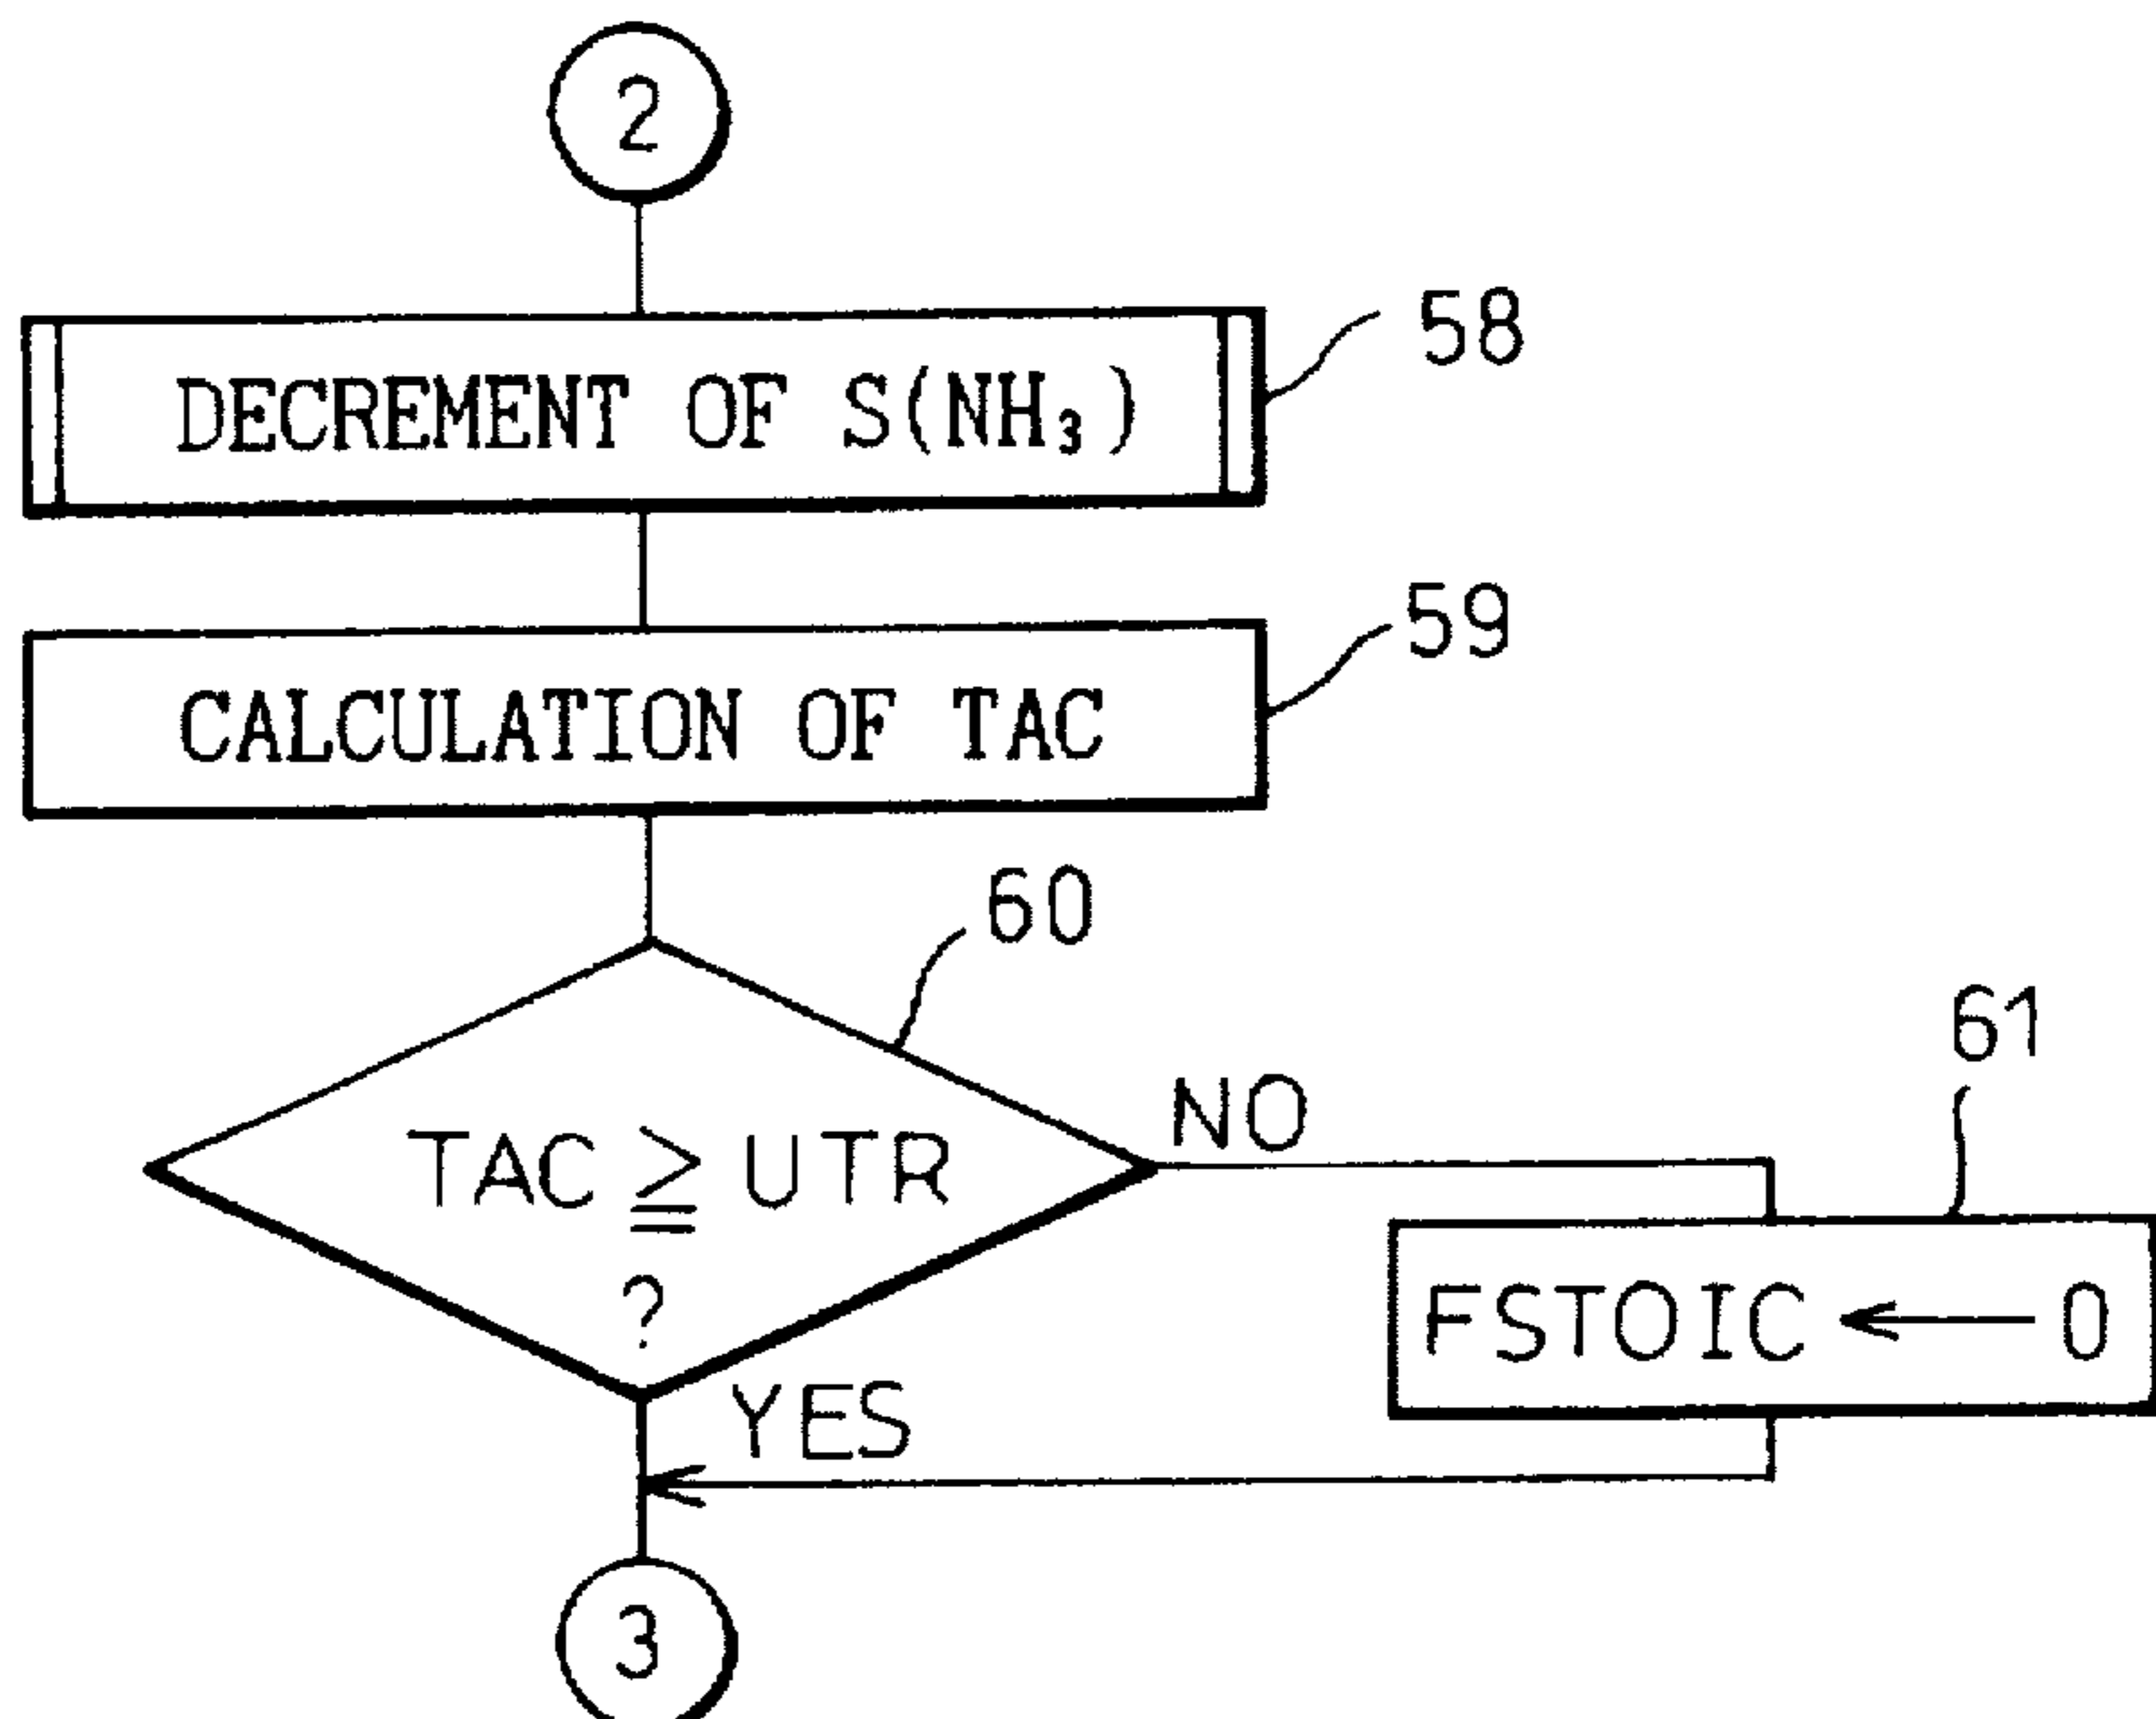 2
DECREMENT OF S(NH₃)
58
CALCULATION OF TAC
59
60
TAC ≧ UTR
?
NO
61
FSTOIC ← 0
YES
3